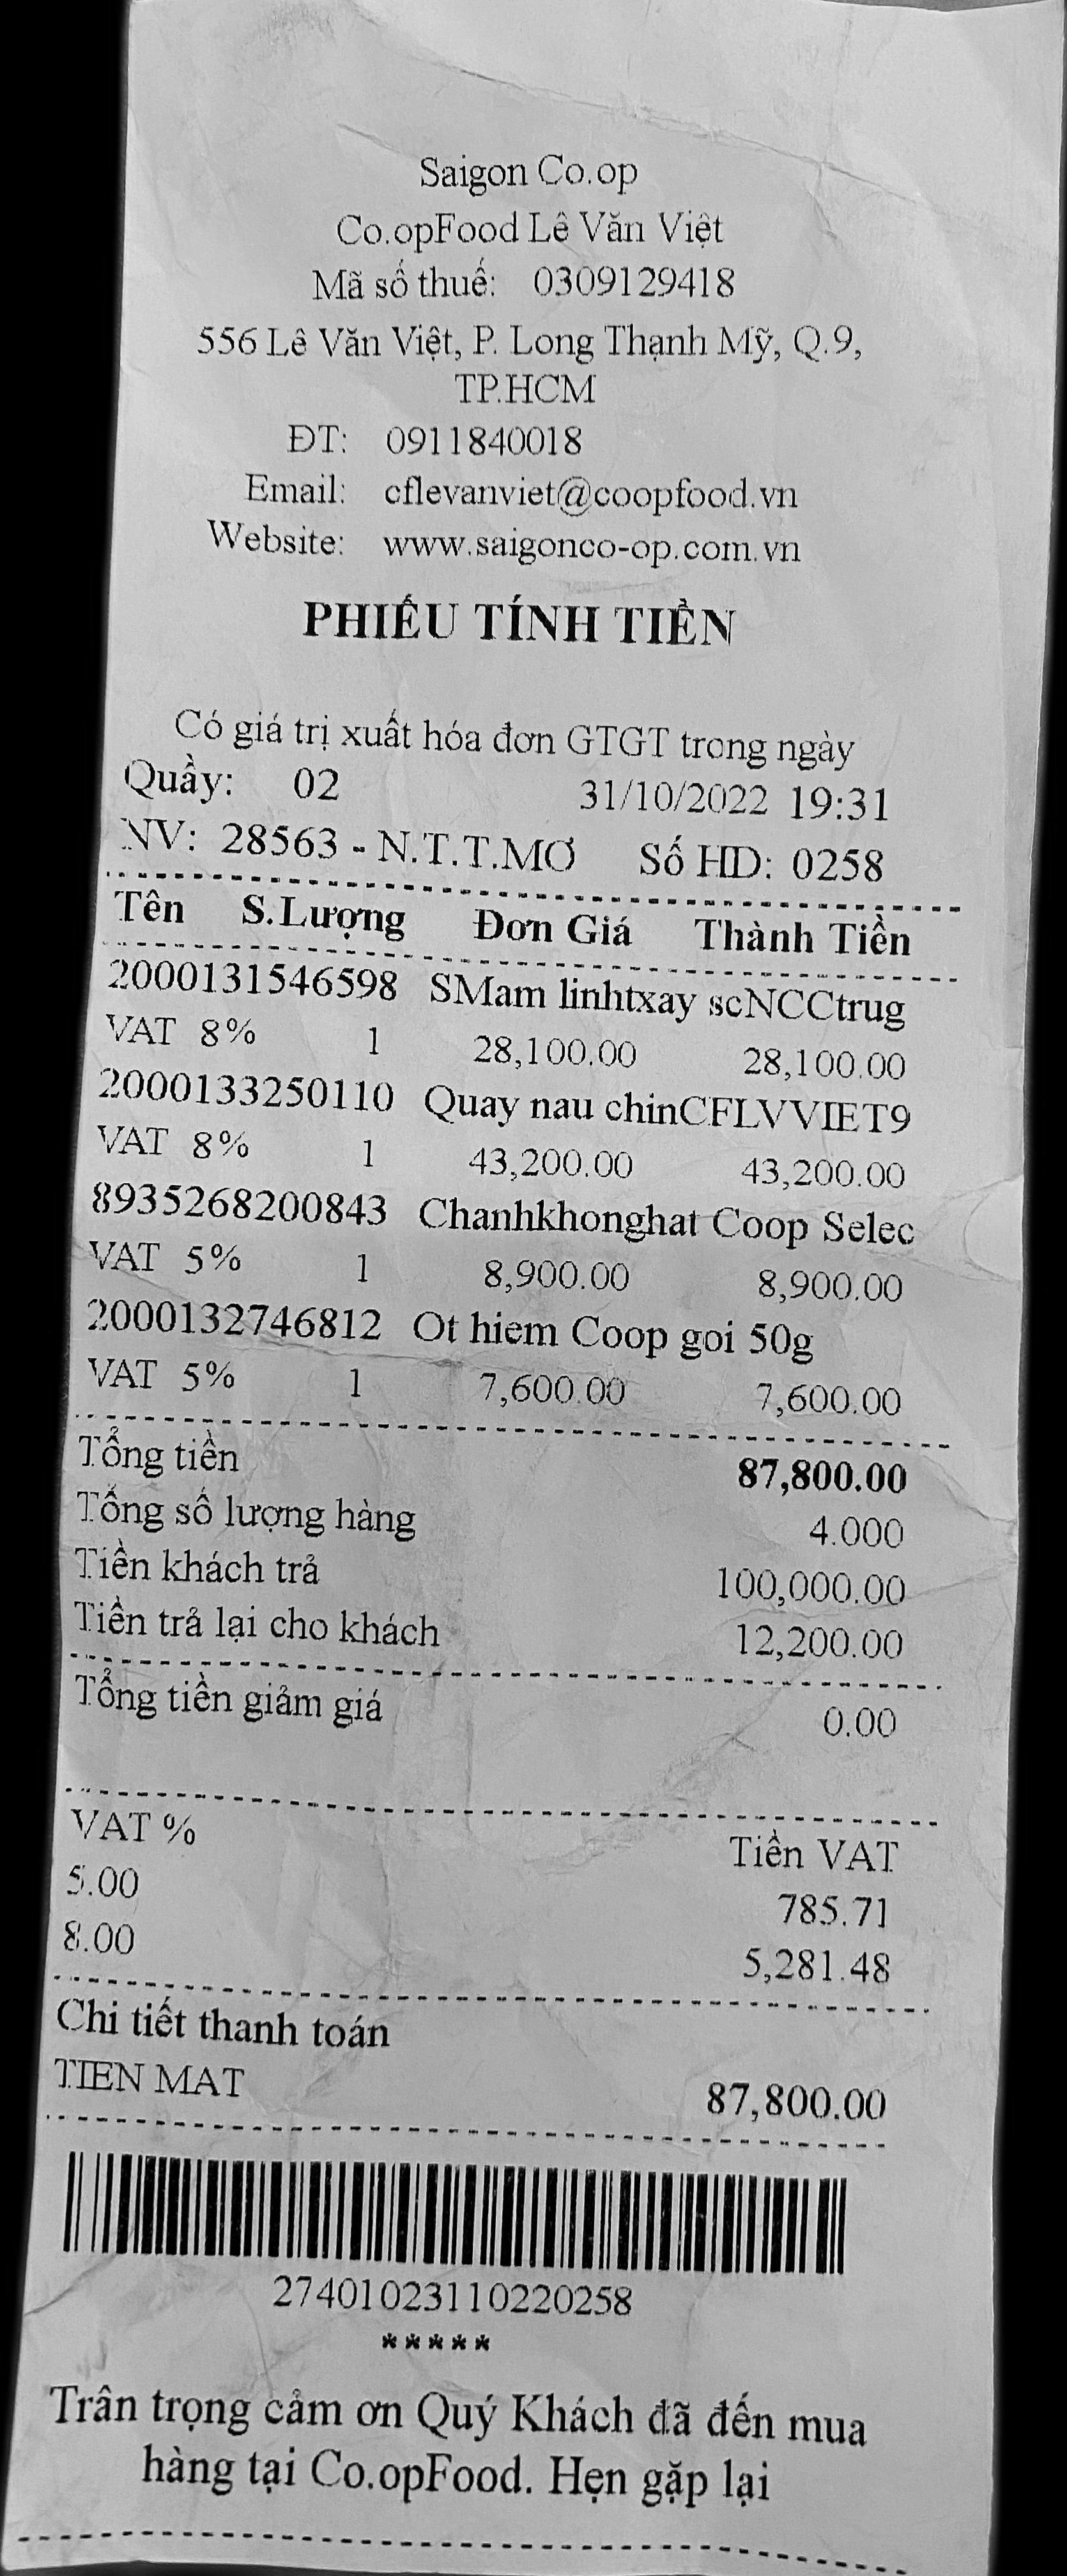 Saigon Co.op
Co.opFood Lê Văn Việt
Mã số thuế: 0309129418
556 Lê Văn Việt, P. Long Thạnh Mỹ, Q.9,
TP.HCM
ĐT: 0911840018
Email: cflevanviet@coopfood.vn
Website: www.saigonco-op.com.vn
PHIẾU TÍNH TIỀN
Có giá trị xuất hóa đơn GTGT trong ngày
Quầy: 02 31/10/2022 19:31
NV: 28563 - N.T.T.MƠ Số HD: 0258
Tên S.Lượng Đơn Giá Thành Tiền
2000131546598 SMam linhtxay scNCCtrug
VAT 8% 1 28,100.00 28,100.00
2000133250110 Quay nau chinCFLVVIET9
VAT 8% 1 43,200.00 43,200.00
8935268200843 Chanhkhonghat Coop Selec
VAT 5% 1 8,900.00 8,900.00
2000132746812 Ot hiem Coop goi 50g
VAT 5% 1 7,600.00 7,600.00
Tổng tiền 87,800.00
Tổng số lượng hàng 4.000
Tiền khách trả 100,000.00
Tiền trả lại cho khách 12,200.00
Tổng tiền giảm giá 0.00
VAT % Tiền VAT
5.00 785.71
8.00 5,281.48
Chi tiết thanh toán
TIEN MAT 87,800.00
27401023110220258
*****
Trân trọng cảm ơn Quý Khách đã đến mua
hàng tại Co.opFood. Hẹn gặp lại